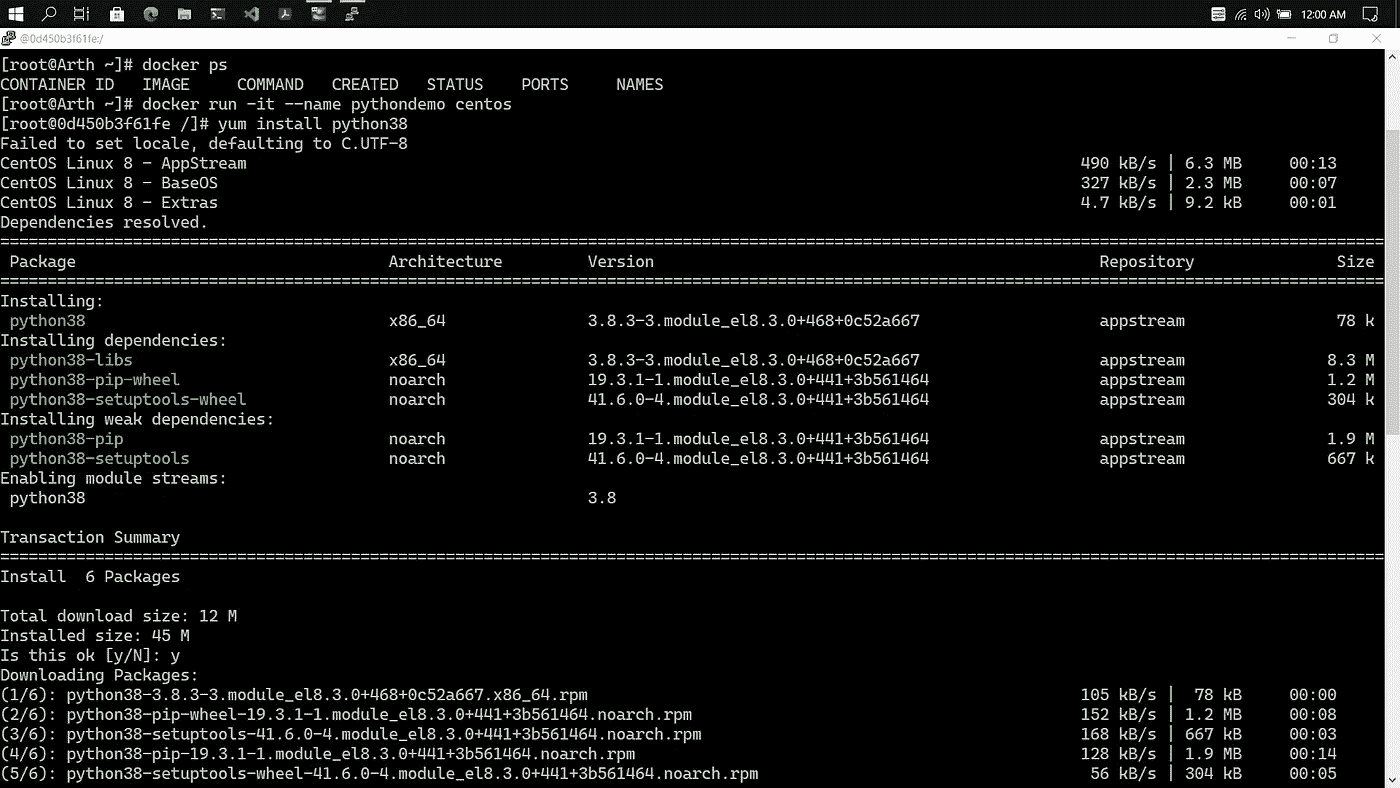 12:00 AM
@0d450b3f61fe:/
[root@Arth ~]# docker ps
CONTAINER ID   IMAGE     COMMAND   CREATED   STATUS    PORTS     NAMES
[root@Arth ~]# docker run -it --name pythondemo centos
[root@0d450b3f61fe /]# yum install python38
Failed to set locale, defaulting to C.UTF-8
CentOS Linux 8 - AppStream 490 kB/s | 6.3 MB 00:13
CentOS Linux 8 - BaseOS 327 kB/s | 2.3 MB 00:07
CentOS Linux 8 - Extras 4.7 kB/s | 9.2 kB 00:01
Dependencies resolved.
Package Architecture Version Repository Size
Installing:
python38 x86_64 3.8.3-3.module_el8.3.0+468+0c52a667 appstream 78 k
Installing dependencies:
python38-libs x86_64 3.8.3-3.module_el8.3.0+468+0c52a667 appstream 8.3 M
python38-pip-wheel noarch 19.3.1-1.module_el8.3.0+441+3b561464 appstream 1.2 M
python38-setuptools-wheel noarch 41.6.0-4.module_el8.3.0+441+3b561464 appstream 304 k
Installing weak dependencies:
python38-pip noarch 19.3.1-1.module_el8.3.0+441+3b561464 appstream 1.9 M
python38-setuptools noarch 41.6.0-4.module_el8.3.0+441+3b561464 appstream 667 k
Enabling module streams:
python38 3.8
Transaction Summary
Install  6 Packages
Total download size: 12 M
Installed size: 45 M
Is this ok [y/N]: y
Downloading Packages:
(1/6): python38-3.8.3-3.module_el8.3.0+468+0c52a667.x86_64.rpm 105 kB/s |  78 kB 00:00
(2/6): python38-pip-wheel-19.3.1-1.module_el8.3.0+441+3b561464.noarch.rpm 152 kB/s | 1.2 MB 00:08
(3/6): python38-setuptools-41.6.0-4.module_el8.3.0+441+3b561464.noarch.rpm 168 kB/s | 667 kB 00:03
(4/6): python38-pip-19.3.1-1.module_el8.3.0+441+3b561464.noarch.rpm 128 kB/s | 1.9 MB 00:14
(5/6): python38-setuptools-wheel-41.6.0-4.module_el8.3.0+441+3b561464.noarch.rpm 56 kB/s | 304 kB 00:05